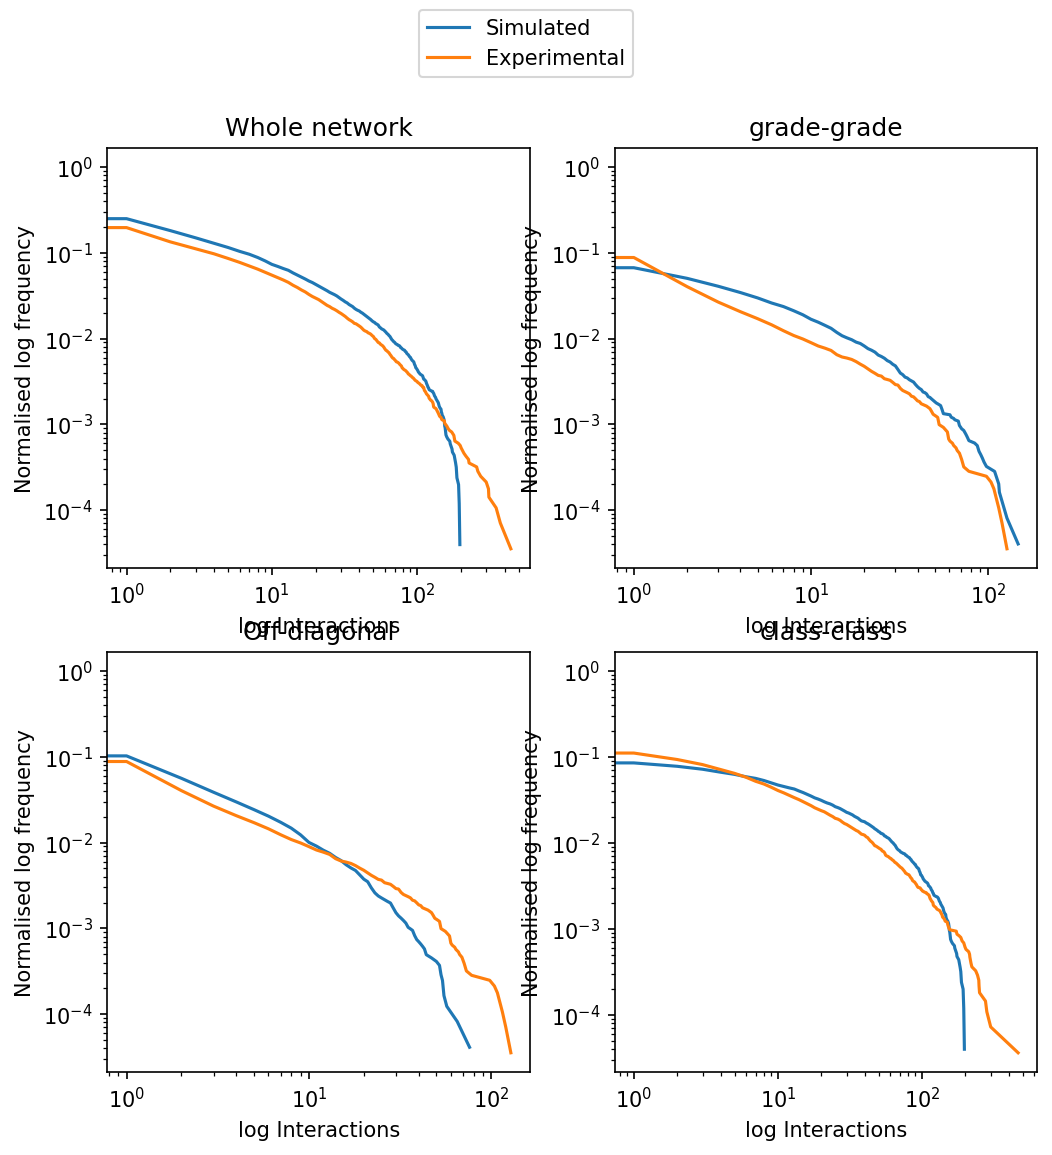 Simulated
Experimental
Whole network
grade-grade
10^0
10^-1
10^-2
10^-3
10^-4
Normalised log frequency
10^0
10^1
10^2
log Interactions
10^0
10^-1
10^-2
10^-3
10^-4
Normalised log frequency
10^0
10^1
10^2
log Interactions
Off diagonal
class-class
10^0
10^-1
10^-2
10^-3
10^-4
Normalised log frequency
10^0
10^1
10^2
log Interactions
10^0
10^-1
10^-2
10^-3
10^-4
Normalised log frequency
10^0
10^1
10^2
log Interactions